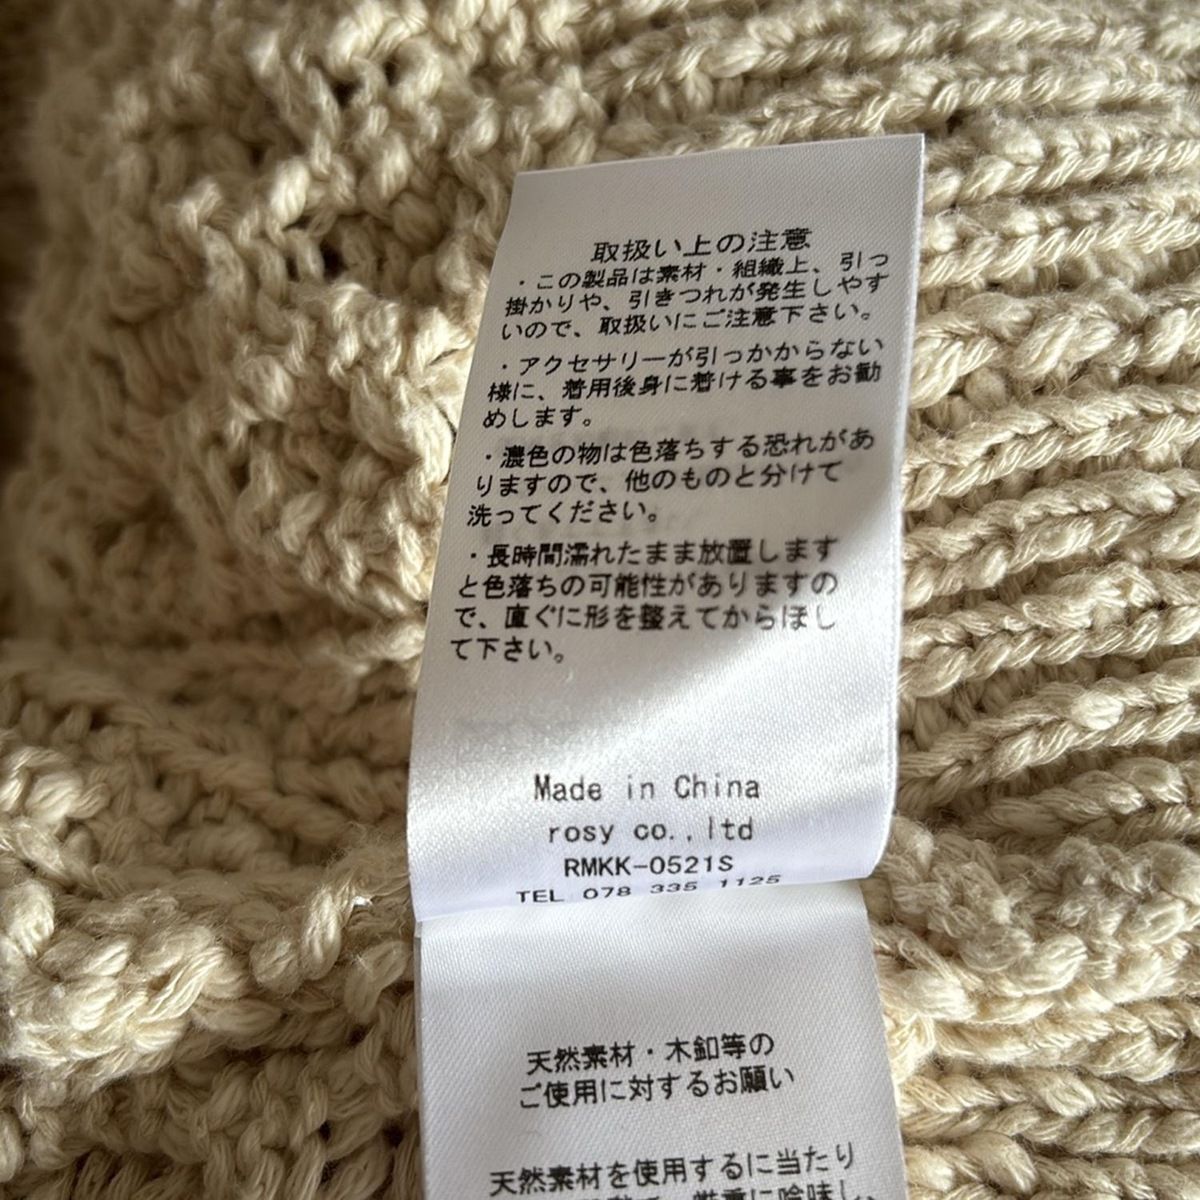 取扱い上の注意
・この製品は素材・組織上、引っ
掛かりや、引きつれが発生しやす
いので、取扱いにご注意下さい。
・アクセサリーが引っかからない
様に、着用後身に着ける事をお勧
めします。
・濃色の物は色落ちする恐れがあ
りますので、他のものと分けて
洗ってください。
・長時間濡れたまま放置します
と色落ちの可能性がありますの
で、直ぐに形を整えてからほし
て下さい。
Made in China
rosy co.,ltd
RMKK-0521S
TEL 078 335 1125
天然素材・木釦等の
ご使用に対するお願い
天然素材を使用するに当たり
厳重に吟味し、